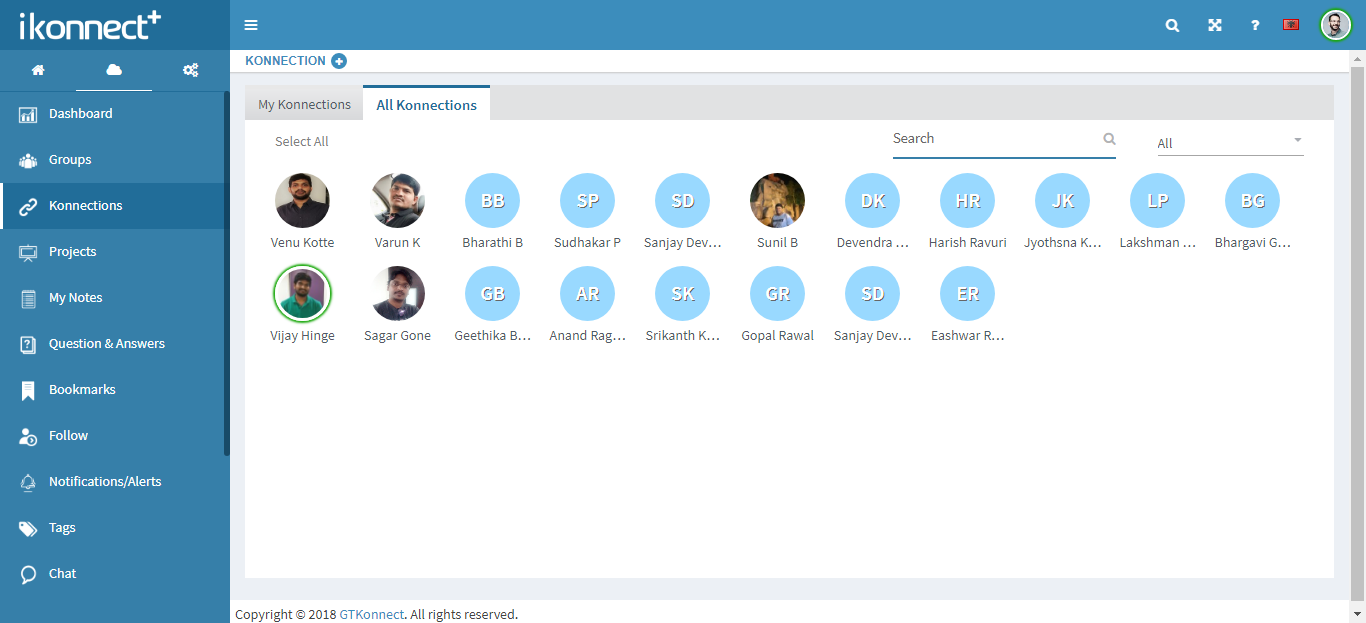 ikonnect+
KONNECTION
Dashboard
Groups
Konnections
Projects
My Notes
Question & Answers
Bookmarks
Follow
Notifications/Alerts
Tags
Chat
My Konnections
All Konnections
Select All
Search
All
BB
SP
SD
DK
HR
JK
LP
BG
Venu Kotte
Varun K
Bharathi B
Sudhakar P
Sanjay Dev...
Sunil B
Devendra ...
Harish Ravuri
Jyothsna K...
Lakshman ...
Bhargavi G...
GB
AR
SK
GR
SD
ER
Vijay Hinge
Sagar Gone
Geethika B...
Anand Rag...
Srikanth K...
Gopal Rawal
Sanjay Dev...
Eashwar R...
Copyright © 2018 GTKonnect. All rights reserved.